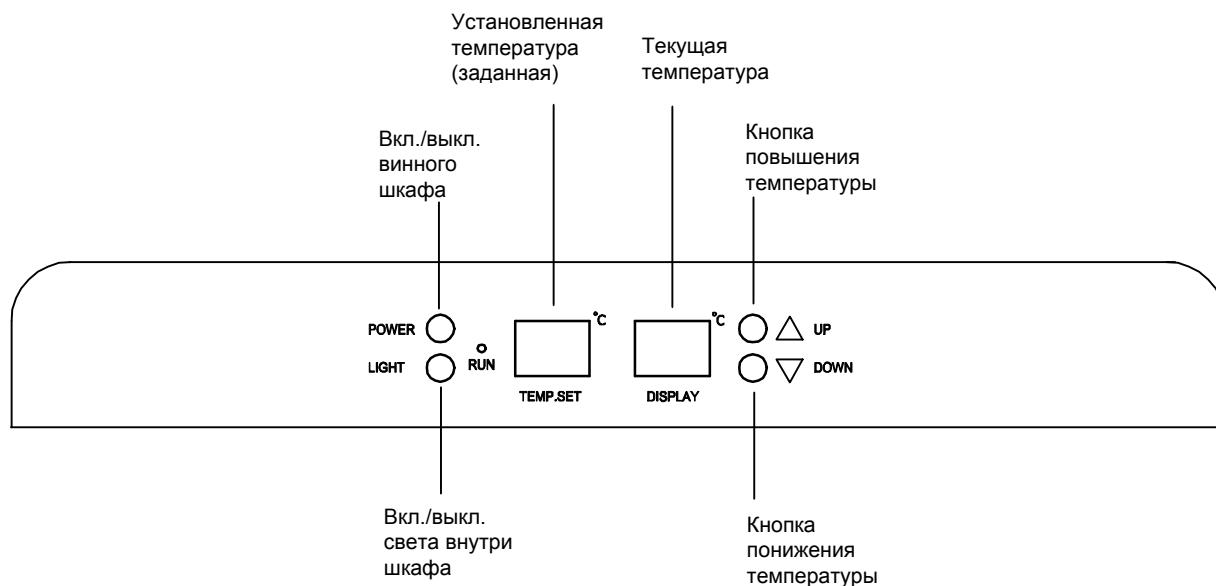 Установленная
температура
(заданная)
Текущая
температура
Вкл./выкл.
винного
шкафа
Кнопка
повышения
температуры
POWER
LIGHT
RUN
°C
TEMP.SET
°C
DISPLAY
UP
DOWN
Вкл./выкл.
света внутри
шкафа
Кнопка
понижения
температуры